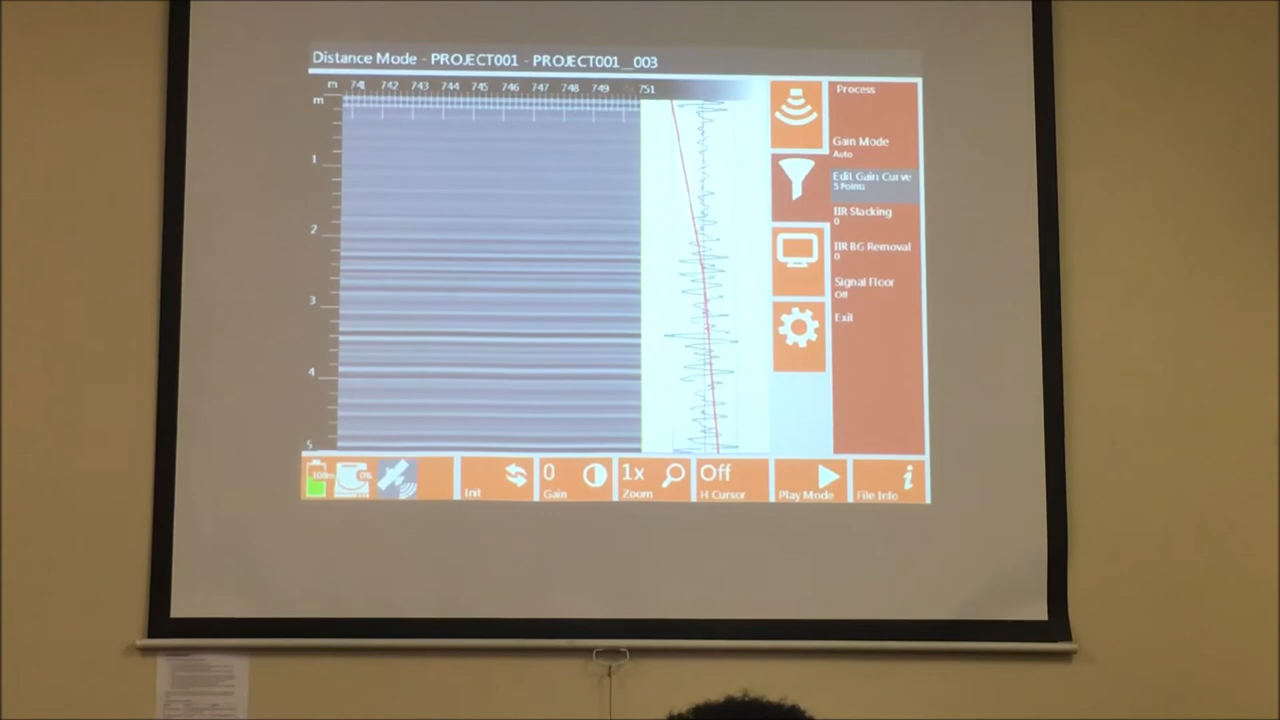 Distance Mode - PROJECT001 - PROJECT001__003
m 741 742 743 744 745 746 747 748 749 751
m
1
2
3
4
5
Process
Gain Mode
Auto
Edit Gain Curve
5 Points
IIR Stacking
0
IIR BG Removal
0
Signal Floor
Off
Exit
108m 0%
Init
0
Gain
1x
Zoom
Off
H Cursor
Play Mode
i
File Info